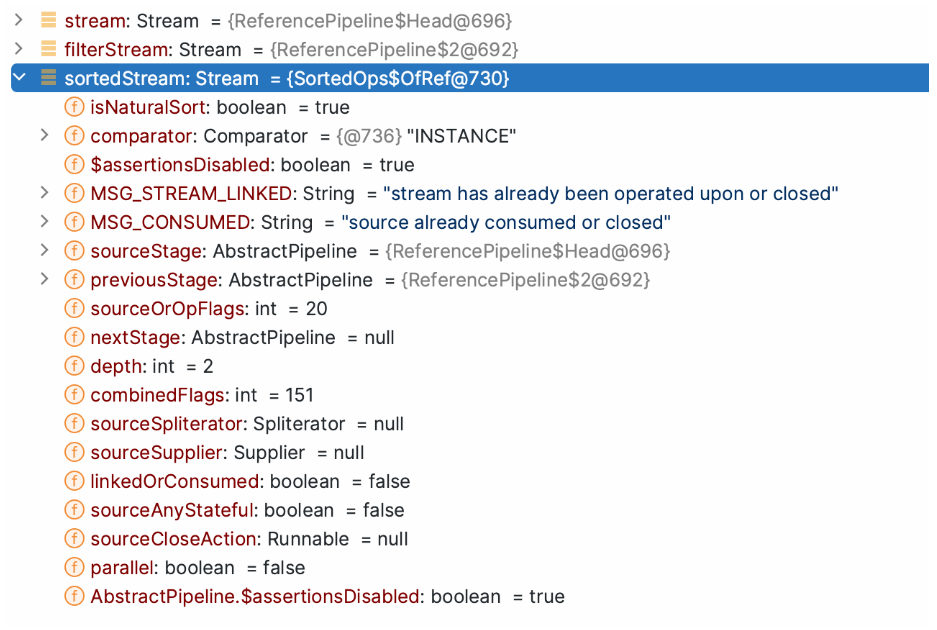 stream: Stream = {ReferencePipeline$Head@696}
filterStream: Stream = {ReferencePipeline$2@692}
sortedStream: Stream = {SortedOps$OfRef@730}
f isNaturalSort: boolean = true
f comparator: Comparator = {@736} "INSTANCE"
f $assertionsDisabled: boolean = true
f MSG_STREAM_LINKED: String = "stream has already been operated upon or closed"
f MSG_CONSUMED: String = "source already consumed or closed"
f sourceStage: AbstractPipeline = {ReferencePipeline$Head@696}
f previousStage: AbstractPipeline = {ReferencePipeline$2@692}
f sourceOrOpFlags: int = 20
f nextStage: AbstractPipeline = null
f depth: int = 2
f combinedFlags: int = 151
f sourceSpliterator: Spliterator = null
f sourceSupplier: Supplier = null
f linkedOrConsumed: boolean = false
f sourceAnyStateful: boolean = false
f sourceCloseAction: Runnable = null
f parallel: boolean = false
f AbstractPipeline.$assertionsDisabled: boolean = true